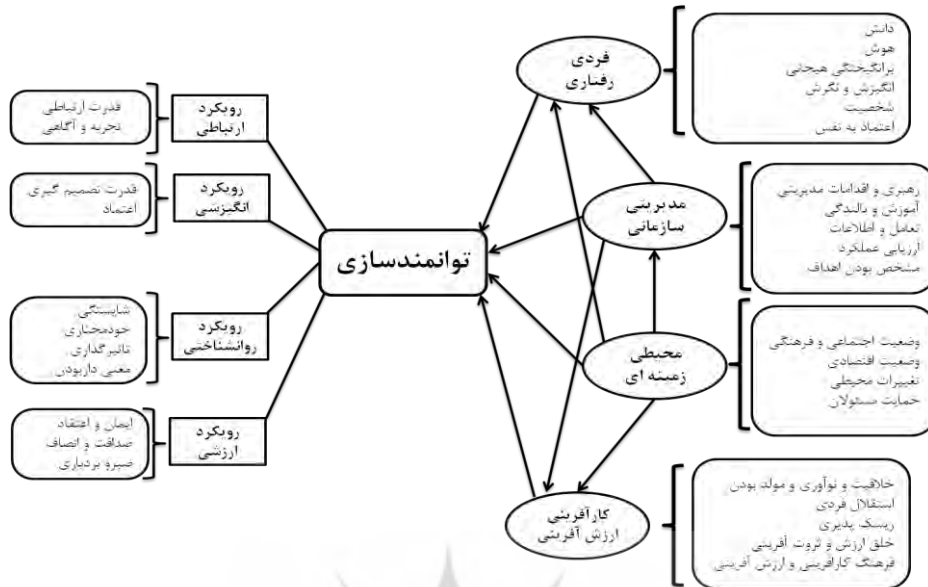 فردی
رفتاری
دانش
هوش
برانگیختگی هیجانی
انگیزش و نگرش
شخصیت
اعتماد به نفس
مدیریتی
سازمانی
رهبری و اقدامات مدیریتی
آموزش و بالندگی
تعامل و اطلاعات
ارزیابی عملکرد
مشخص بودن اهداف
محیطی
زمینه ای
وضعیت اجتماعی و فرهنگی
وضعیت اقتصادی
تغییرات محیطی
حمایت مسئولان
کارآفرینی
ارزش آفرینی
خلاقیت و نوآوری و مولد بودن
استقلال فردی
ریسک پذیری
خلق ارزش و ثروت آفرینی
فرهنگ کارآفرینی و ارزش آفرینی
توانمندسازی
رویکرد
ارتباطی
قدرت ارتباطی
تجربه و آگاهی
رویکرد
انگیزشی
قدرت تصمیم گیری
اعتماد
رویکرد
روانشناختی
شایستگی
خودمختاری
تاثیرگذاری
معنی داربودن
رویکرد
ارزشی
ایمان و اعتقاد
صداقت و انصاف
صبرو بردباری